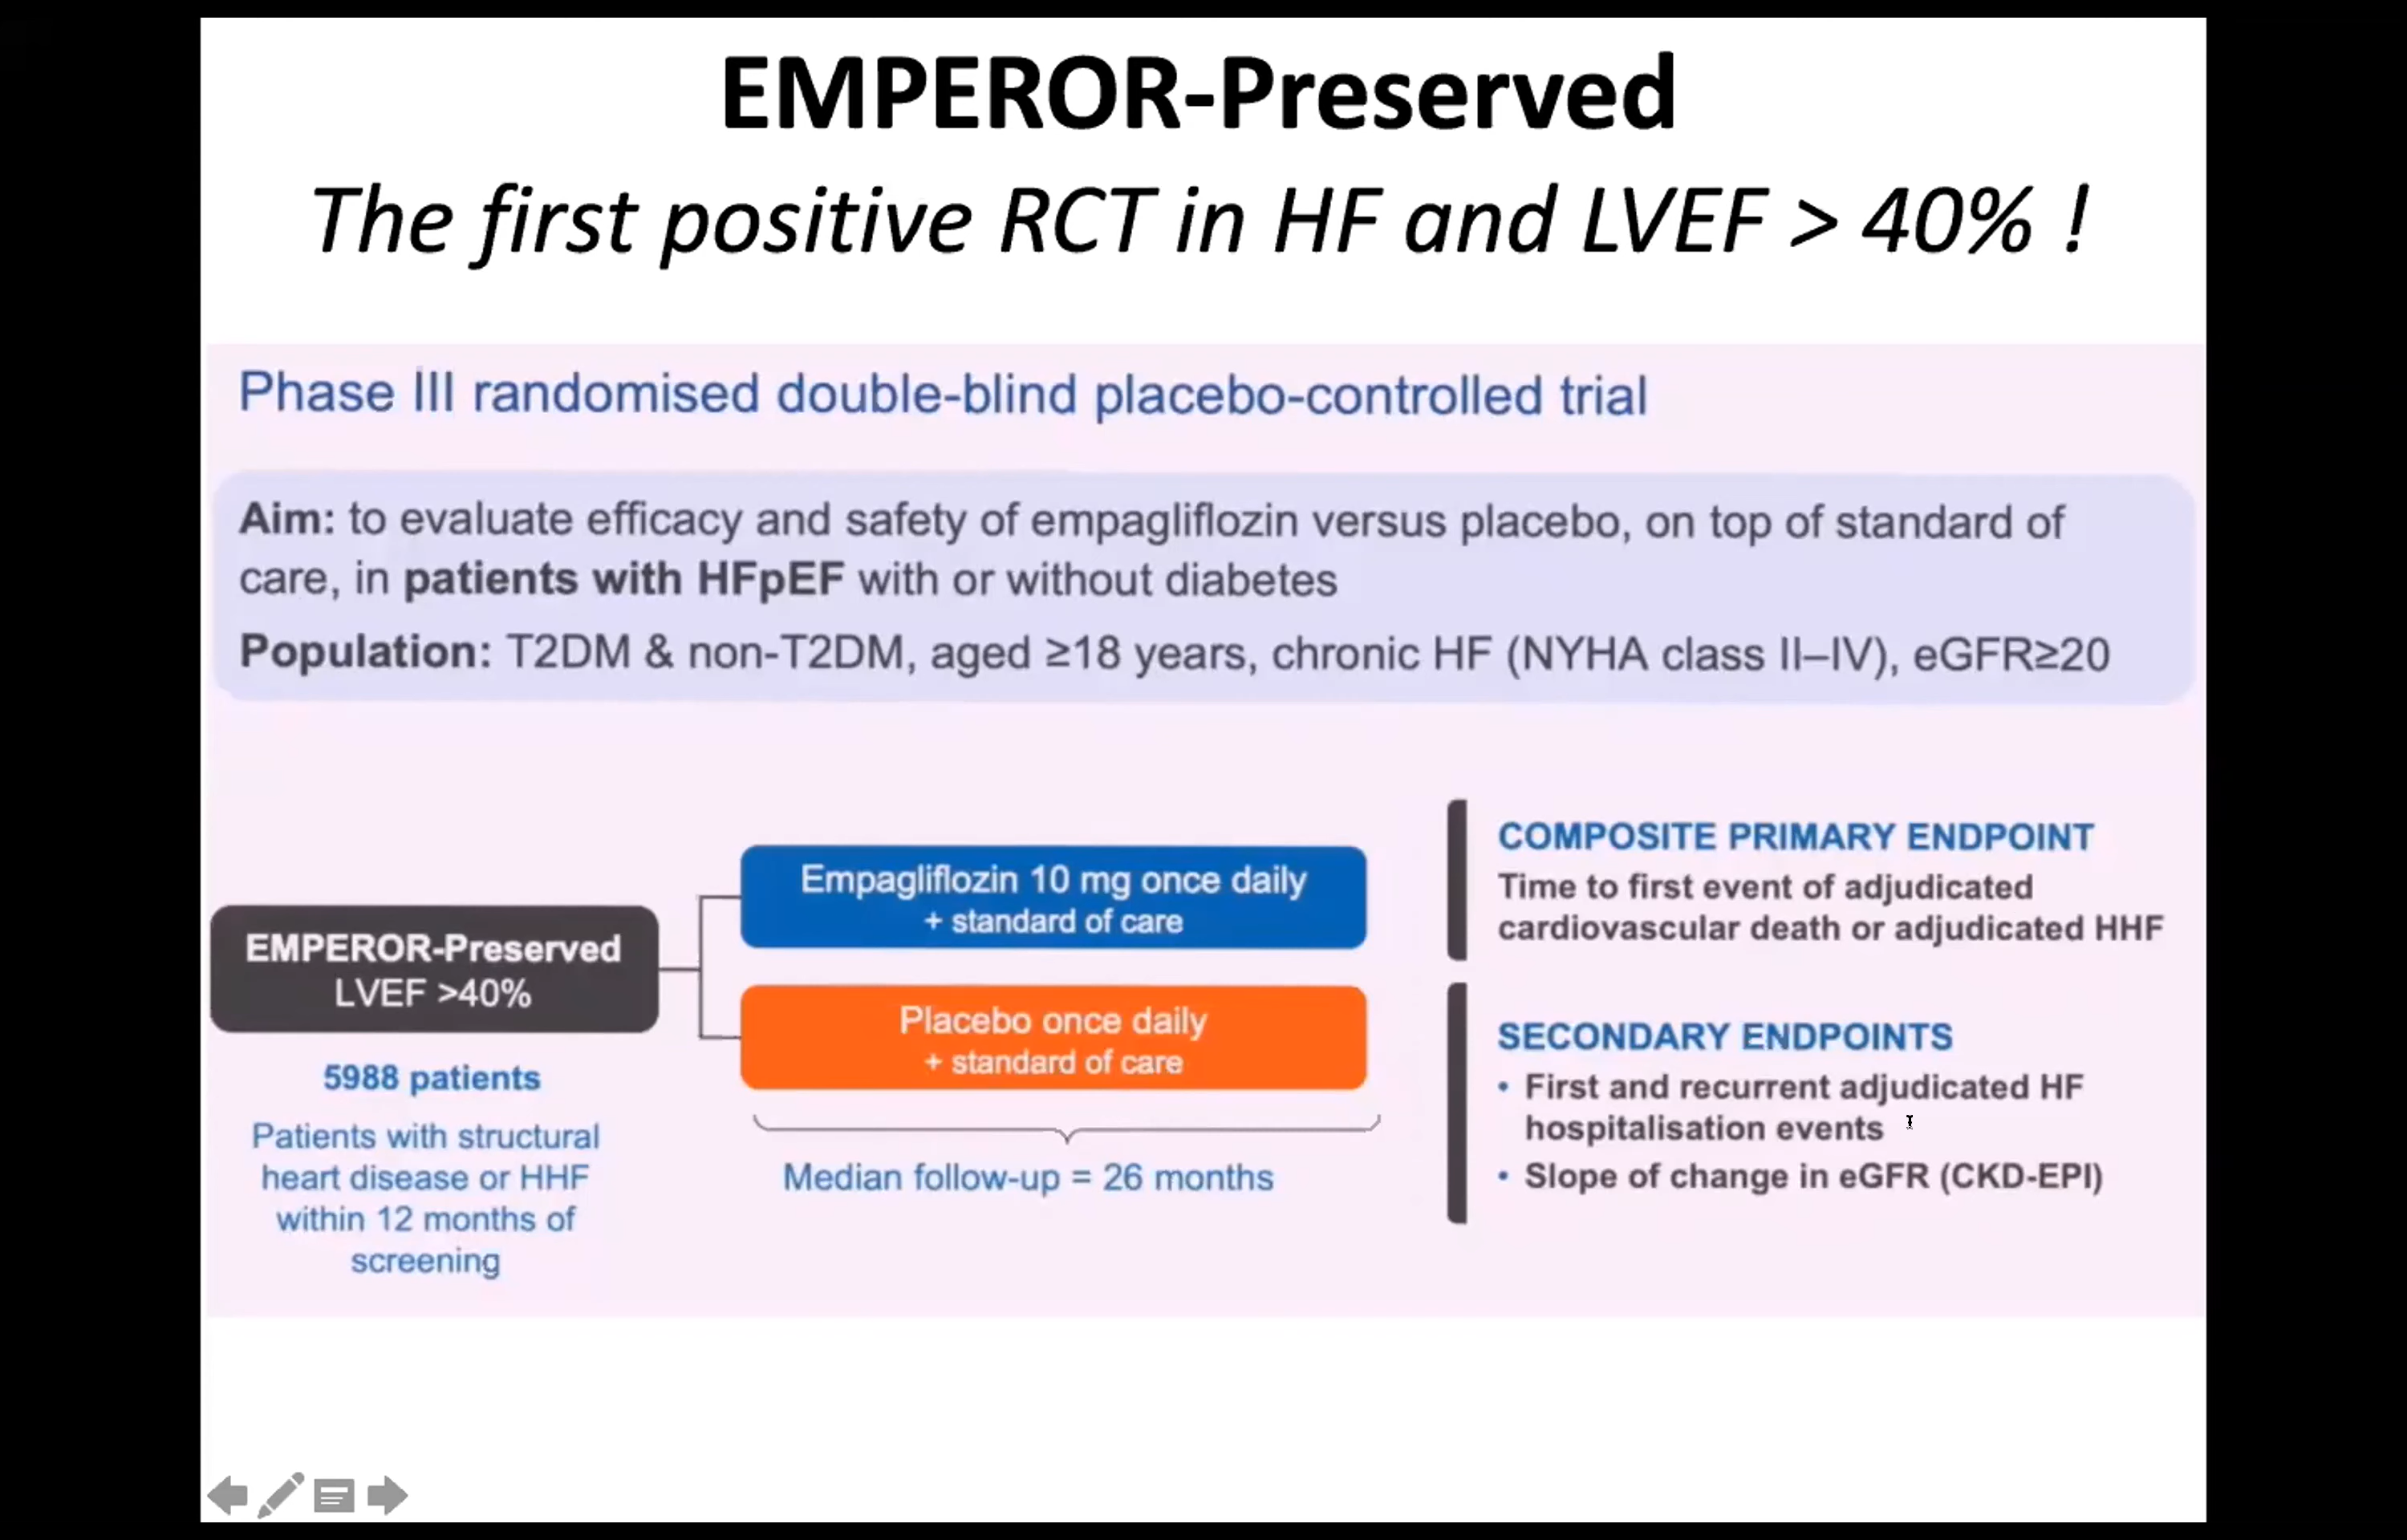 EMPEROR-Preserved
The first positive RCT in HF and LVEF > 40% !
Phase III randomised double-blind placebo-controlled trial
Aim: to evaluate efficacy and safety of empagliflozin versus placebo, on top of standard of
care, in patients with HFpEF with or without diabetes
Population: T2DM & non-T2DM, aged ≥18 years, chronic HF (NYHA class II–IV), eGFR≥20
EMPEROR-Preserved
LVEF >40%
5988 patients
Patients with structural
heart disease or HHF
within 12 months of
screening
Empagliflozin 10 mg once daily
+ standard of care
Placebo once daily
+ standard of care
Median follow-up = 26 months
COMPOSITE PRIMARY ENDPOINT
Time to first event of adjudicated
cardiovascular death or adjudicated HHF
SECONDARY ENDPOINTS
• First and recurrent adjudicated HF
hospitalisation events
• Slope of change in eGFR (CKD-EPI)